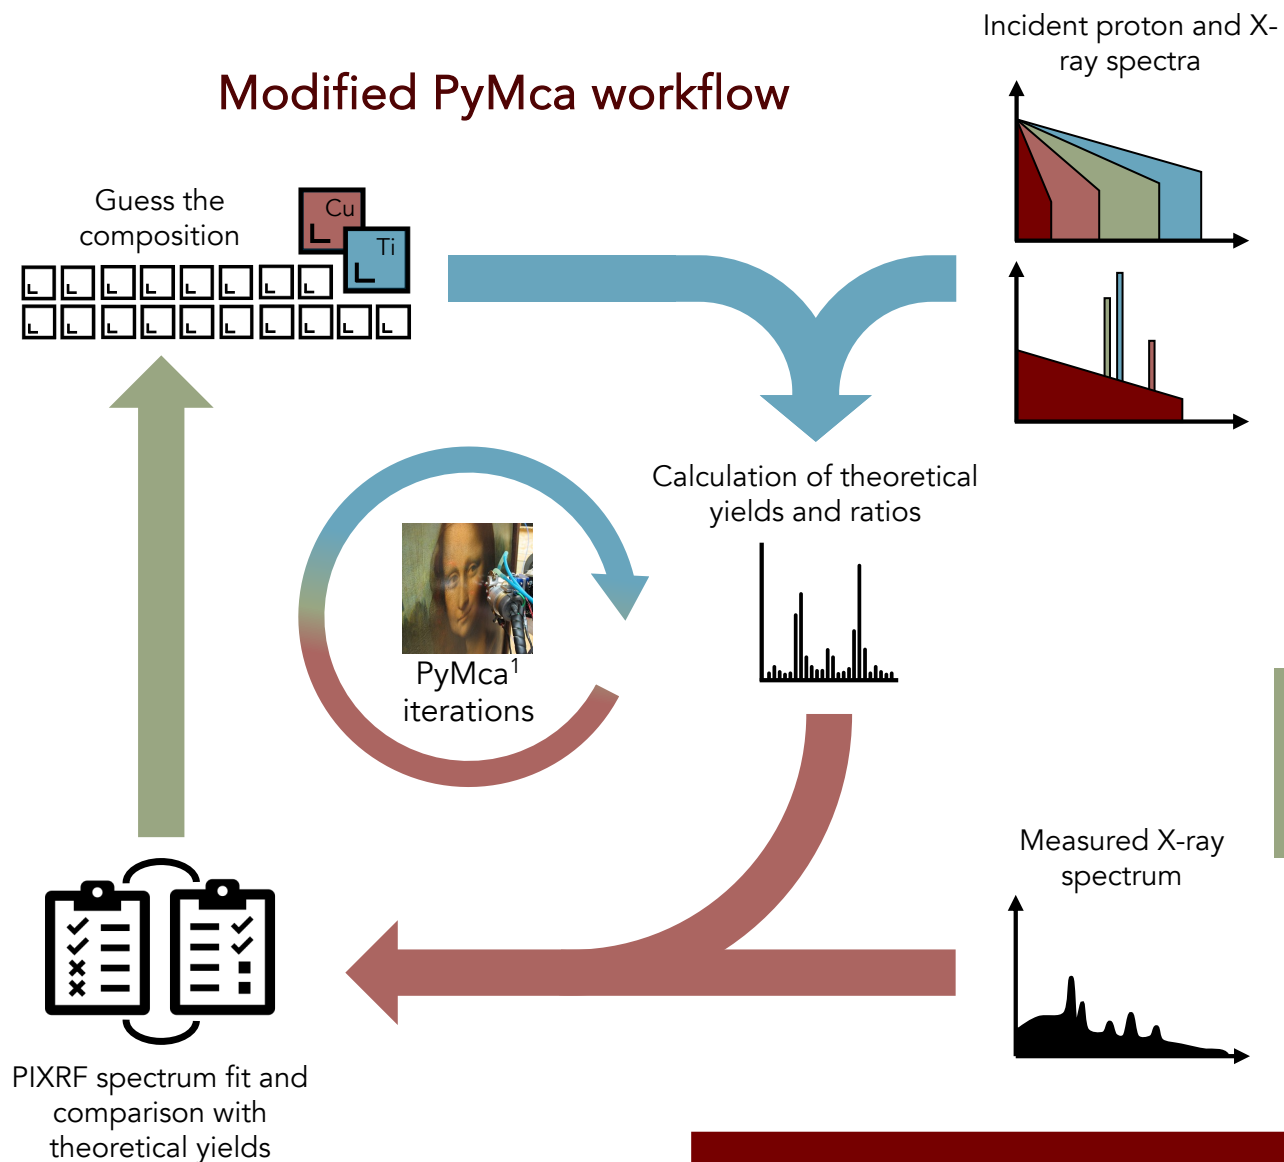 Incident proton and X-
ray spectra
Modified PyMca workflow
Guess the
composition
Cu
Ti
Calculation of theoretical
yields and ratios
PyMca¹
iterations
Measured X-ray
spectrum
PIXRF spectrum fit and
comparison with
theoretical yields